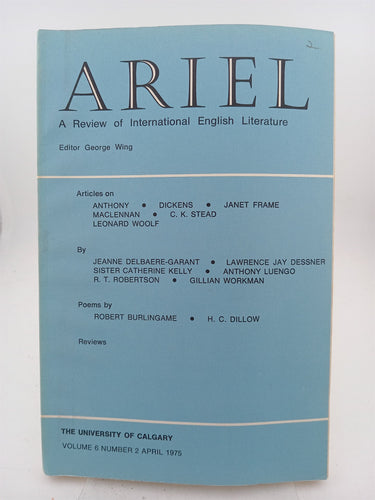 2
ARIEL
A Review of International English Literature
Editor George Wing
Articles on
ANTHONY • DICKENS • JANET FRAME
MACLENNAN • C. K. STEAD
LEONARD WOOLF
By
JEANNE DELBAERE-GARANT • LAWRENCE JAY DESSNER
SISTER CATHERINE KELLY • ANTHONY LUENGO
R. T. ROBERTSON • GILLIAN WORKMAN
Poems by
ROBERT BURLINGAME • H. C. DILLOW
Reviews
THE UNIVERSITY OF CALGARY
VOLUME 6 NUMBER 2 APRIL 1975